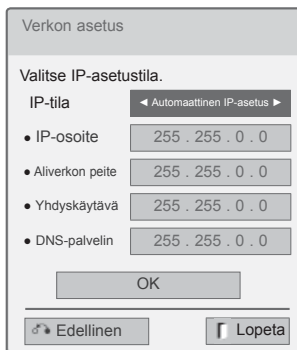 Verkon asetus
Valitse IP-asetustila.
IP-tila ◄ Automaattinen IP-asetus ►
● IP-osoite 255 . 255 . 0 . 0
● Aliverkon peite 255 . 255 . 0 . 0
● Yhdyskäytävä 255 . 255 . 0 . 0
● DNS-palvelin 255 . 255 . 0 . 0
OK
Edellinen Lopeta